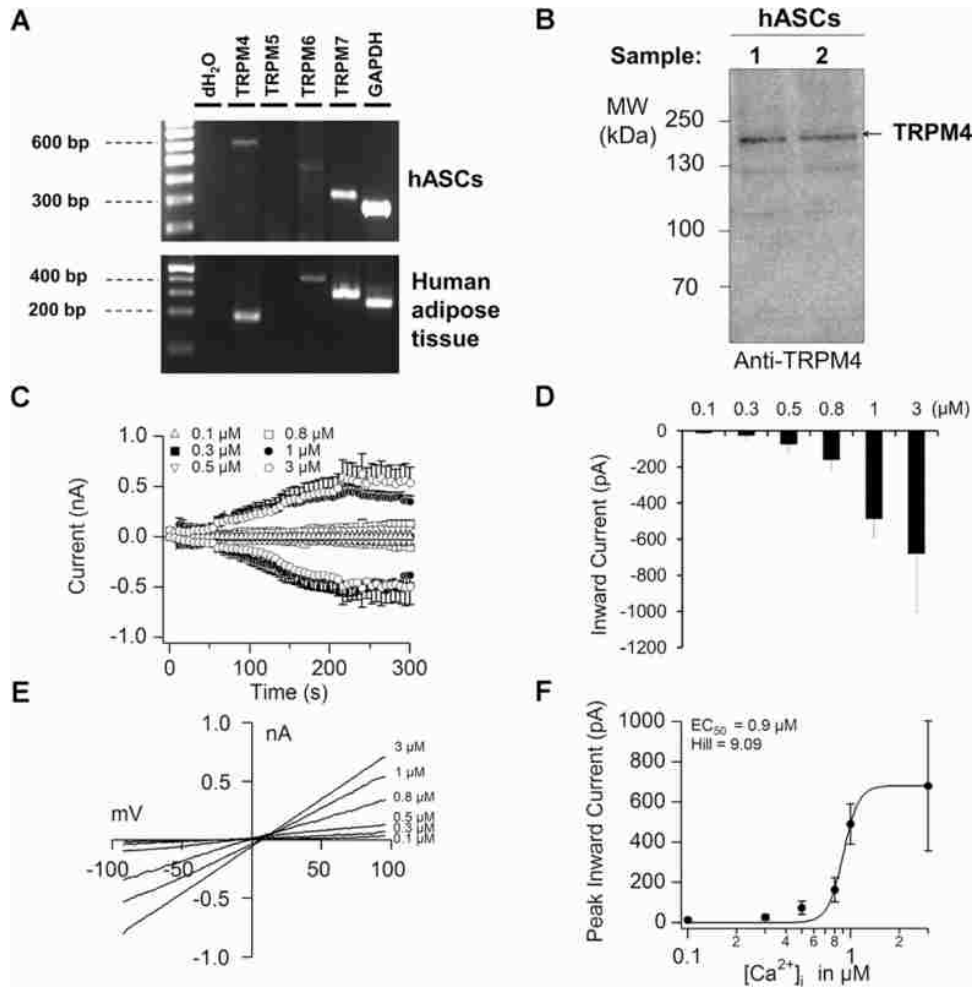 A
dH2O
TRPM4
TRPM5
TRPM6
TRPM7
GAPDH
600 bp
300 bp
hASCs
400 bp
200 bp
Human
adipose
tissue
B
hASCs
Sample: 1 2
MW
(kDa)
250
130
100
70
TRPM4
Anti-TRPM4
C
0.1 µM 0.8 µM
0.3 µM 1 µM
0.5 µM 3 µM
Current (nA)
1.0
0.5
0.0
-0.5
-1.0
0 100 200 300
Time (s)
D
0.1 0.3 0.5 0.8 1 3 (µM)
Inward Current (pA)
0
-200
-400
-600
-800
-1000
-1200
E
nA
mV
1.0
0.5
-0.5
-1.0
-100 -50 0 50 100
3 µM
1 µM
0.8 µM
0.5 µM
0.3 µM
0.1 µM
F
EC50 = 0.9 µM
Hill = 9.09
Peak Inward Current (pA)
1000
800
600
400
200
0
0.1 2 4 6 8 1 2
[Ca2+]i in µM